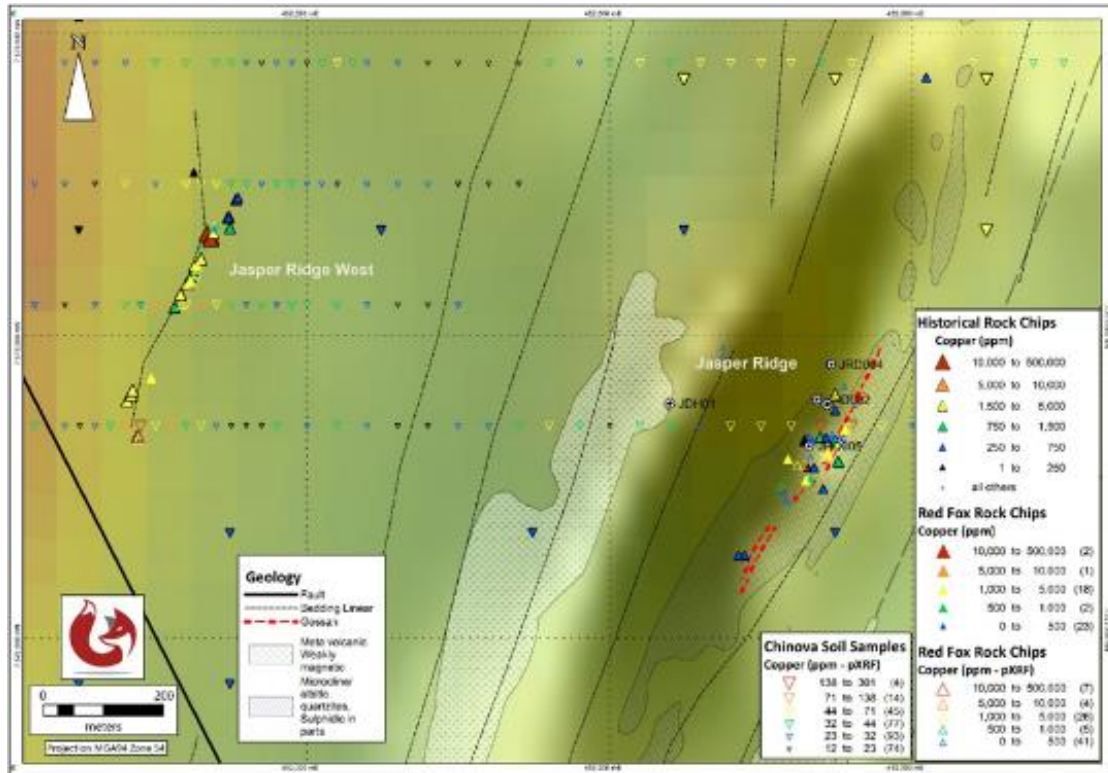 N
Jasper Ridge West
Jasper Ridge
JRD004
JDH01
Historical Rock Chips
Copper (ppm)
10,000 to 500,000
5,000 to 10,000
1,500 to 5,000
750 to 1,500
250 to 750
1 to 250
all others
Red Fox Rock Chips
Copper (ppm)
10,000 to 500,000 (2)
5,000 to 10,000 (1)
1,000 to 5,000 (18)
500 to 1,000 (2)
0 to 500 (23)
Red Fox Rock Chips
Copper (ppm - pXRF)
10,000 to 500,000 (7)
5,000 to 10,000 (4)
1,000 to 5,000 (26)
500 to 1,000 (5)
0 to 500 (41)
Geology
Fault
Bedding Linear
Gossan
Meta volcanic
Weakly
magnetic
Microcline
albitic
quartzites,
Sulphidic in
parts
Chinova Soil Samples
Copper (ppm - pXRF)
138 to 301 (4)
71 to 138 (14)
44 to 71 (45)
32 to 44 (77)
23 to 32 (93)
12 to 23 (74)
0 200
meters
Projection MGA94 Zone 54